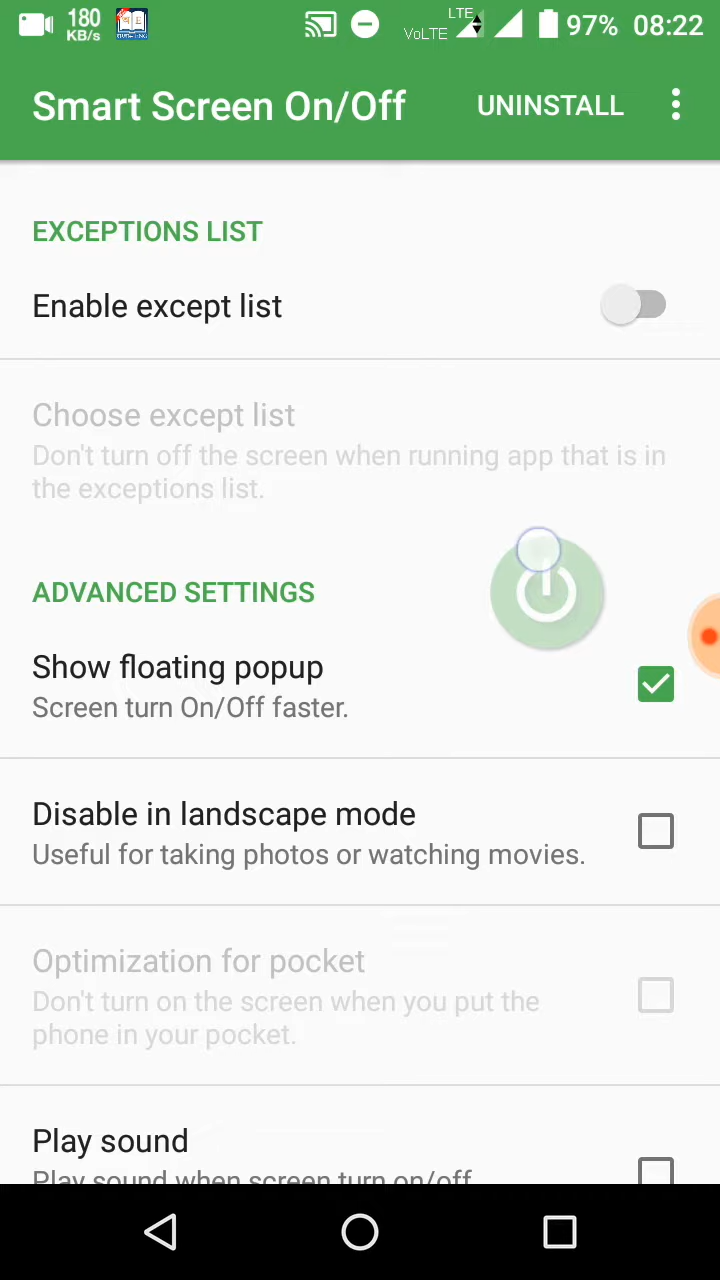 180
KB/s
VoLTE
LTE
97%
08:22
Smart Screen On/Off
UNINSTALL
EXCEPTIONS LIST
Enable except list
Choose except list
Don't turn off the screen when running app that is in
the exceptions list.
ADVANCED SETTINGS
Show floating popup
Screen turn On/Off faster.
Disable in landscape mode
Useful for taking photos or watching movies.
Optimization for pocket
Don't turn on the screen when you put the
phone in your pocket.
Play sound
Play sound when screen turn on/off